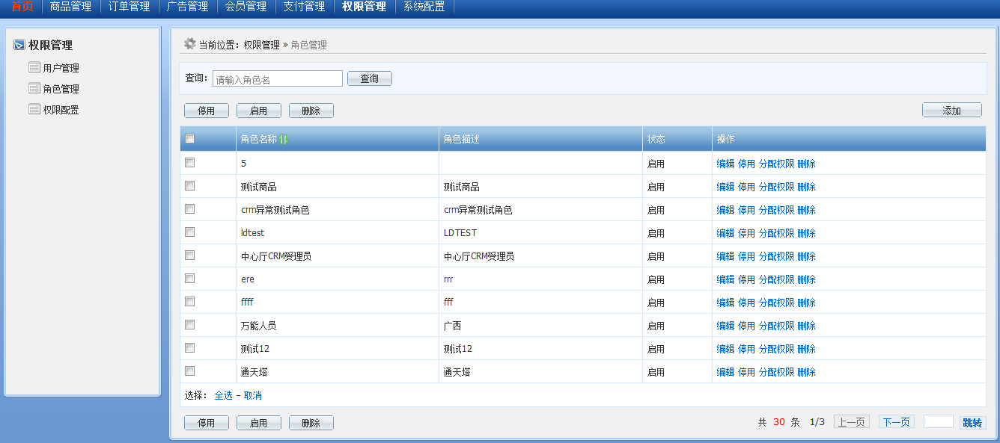 首页 商品管理 订单管理 广告管理 会员管理 支付管理 权限管理 系统配置
权限管理
用户管理
角色管理
权限配置
当前位置：权限管理 » 角色管理
查询： 请输入角色名 查询
停用 启用 删除 添加
角色名称 角色描述 状态 操作
5 启用 编辑 停用 分配权限 删除
测试商品 测试商品 启用 编辑 停用 分配权限 删除
crm异常测试角色 crm异常测试角色 启用 编辑 停用 分配权限 删除
ldtest LDTEST 启用 编辑 停用 分配权限 删除
中心厅CRM受理员 中心厅CRM受理员 启用 编辑 停用 分配权限 删除
ere rrr 启用 编辑 停用 分配权限 删除
ffff fff 启用 编辑 停用 分配权限 删除
万能人员 广西 启用 编辑 停用 分配权限 删除
测试12 测试12 启用 编辑 停用 分配权限 删除
通天塔 通天塔 启用 编辑 停用 分配权限 删除
选择： 全选 - 取消
停用 启用 删除 共 30 条 1/3 上一页 下一页 跳转